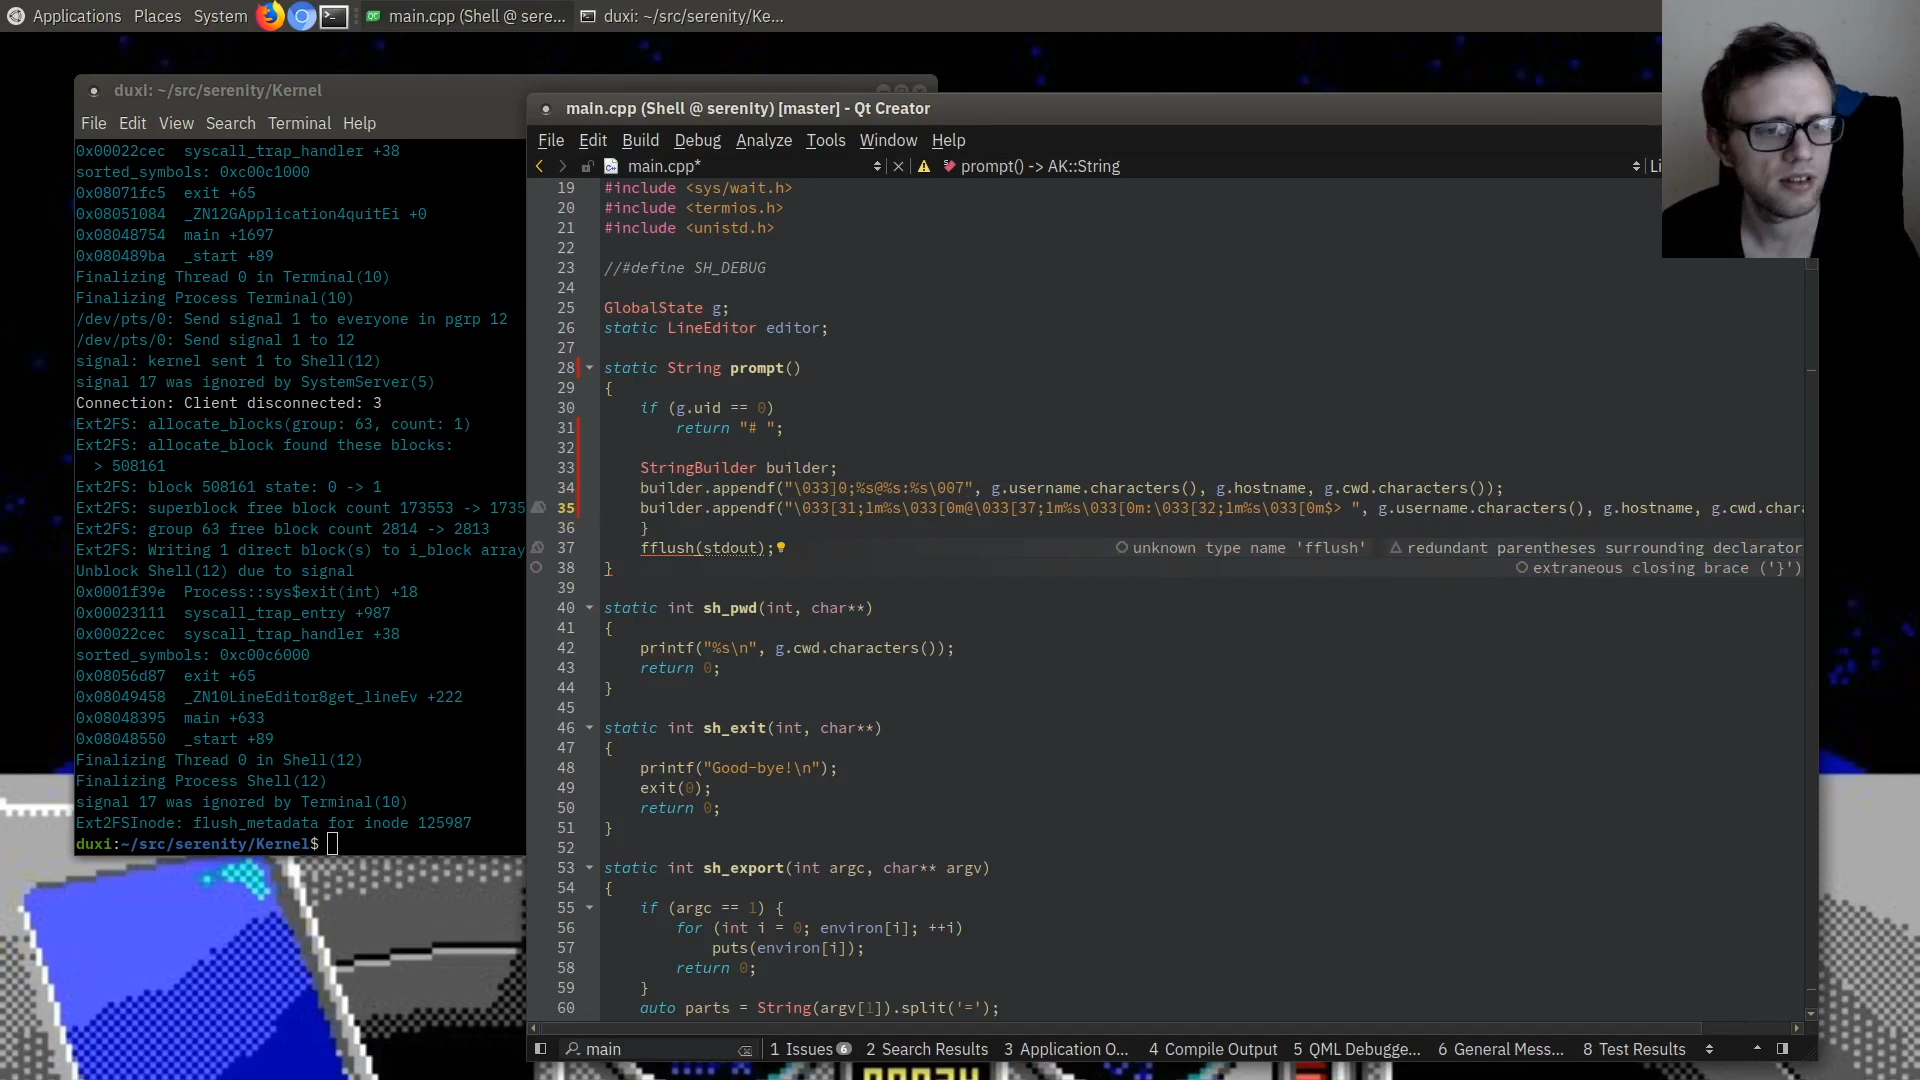 Applications Places System main.cpp (Shell @ sere... duxi: ~/src/serenity/Ke...
duxi: ~/src/serenity/Kernel
File Edit View Search Terminal Help
0x00022cec  syscall_trap_handler +38
sorted_symbols: 0xc00c1000
0x08071fc5  exit +65
0x08051084  _ZN12GApplication4quitEi +0
0x08048754  main +1697
0x080489ba  _start +89
Finalizing Thread 0 in Terminal(10)
Finalizing Process Terminal(10)
/dev/pts/0: Send signal 1 to everyone in pgrp 12
/dev/pts/0: Send signal 1 to 12
signal: kernel sent 1 to Shell(12)
signal 17 was ignored by SystemServer(5)
Connection: Client disconnected: 3
Ext2FS: allocate_blocks(group: 63, count: 1)
Ext2FS: allocate_block found these blocks:
  > 508161
Ext2FS: block 508161 state: 0 -> 1
Ext2FS: superblock free block count 173553 -> 1735
Ext2FS: group 63 free block count 2814 -> 2813
Ext2FS: Writing 1 direct block(s) to i_block array
Unblock Shell(12) due to signal
0x0001f39e  Process::sys$exit(int) +18
0x00023111  syscall_trap_entry +987
0x00022cec  syscall_trap_handler +38
sorted_symbols: 0xc00c6000
0x08056d87  exit +65
0x08049458  _ZN10LineEditor8get_lineEv +222
0x08048395  main +633
0x08048550  _start +89
Finalizing Thread 0 in Shell(12)
Finalizing Process Shell(12)
signal 17 was ignored by Terminal(10)
Ext2FSInode: flush_metadata for inode 125987
duxi:~/src/serenity/Kernel$
main.cpp (Shell @ serenity) [master] - Qt Creator
File Edit Build Debug Analyze Tools Window Help
main.cpp* prompt() -> AK::String Li
19 #include <sys/wait.h>
20 #include <termios.h>
21 #include <unistd.h>
22
23 //#define SH_DEBUG
24
25 GlobalState g;
26 static LineEditor editor;
27
28 static String prompt()
29 {
30     if (g.uid == 0)
31         return "# ";
32
33     StringBuilder builder;
34     builder.appendf("\033]0;%s@%s:%s\007", g.username.characters(), g.hostname, g.cwd.characters());
35     builder.appendf("\033[31;1m%s\033[0m@\033[37;1m%s\033[0m:\033[32;1m%s\033[0m$> ", g.username.characters(), g.hostname, g.cwd.chara
36     }
37     fflush(stdout); unknown type name 'fflush' redundant parentheses surrounding declarator
38 } extraneous closing brace ('}')
39
40 static int sh_pwd(int, char**)
41 {
42     printf("%s\n", g.cwd.characters());
43     return 0;
44 }
45
46 static int sh_exit(int, char**)
47 {
48     printf("Good-bye!\n");
49     exit(0);
50     return 0;
51 }
52
53 static int sh_export(int argc, char** argv)
54 {
55     if (argc == 1) {
56         for (int i = 0; environ[i]; ++i)
57             puts(environ[i]);
58         return 0;
59     }
60     auto parts = String(argv[1]).split('=');
main 1 Issues 6 2 Search Results 3 Application O... 4 Compile Output 5 QML Debugge... 6 General Mess... 8 Test Results